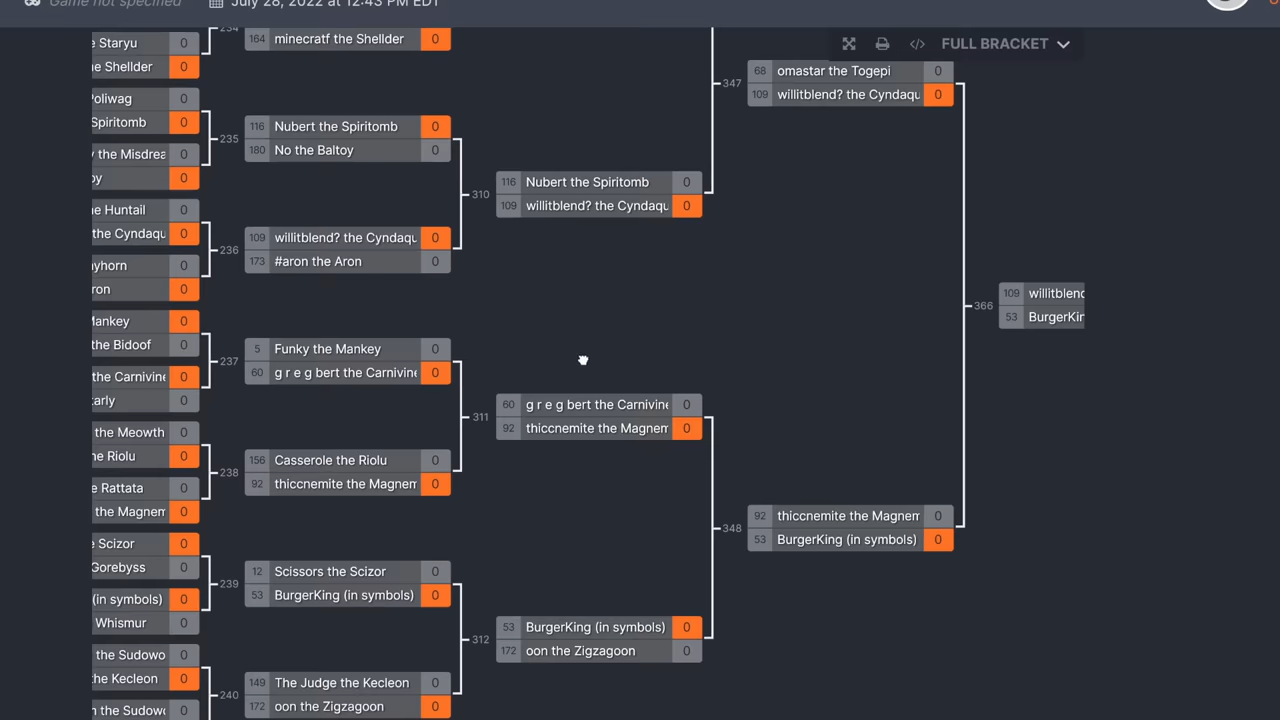 Game not specified
July 28, 2022 at 12:43 PM EDT
FULL BRACKET
e Staryu 0
e Shellder 0
Poliwag 0
Spiritomb 0
y the Misdrea 0
oy 0
e Huntail 0
the Cyndaqu 0
hyhorn 0
ron 0
Mankey 0
the Bidoof 0
the Carnivine 0
tarly 0
the Meowth 0
he Riolu 0
e Rattata 0
the Magnem 0
e Scizor 0
Gorebyss 0
(in symbols) 0
Whismur 0
the Sudowo 0
the Kecleon 0
n the Sudowo 0
234
164 minecratf the Shellder 0
235
116 Nubert the Spiritomb 0
180 No the Baltoy 0
236
109 willitblend? the Cyndaqu 0
173 #aron the Aron 0
237
5 Funky the Mankey 0
60 g r e g bert the Carnivine 0
238
156 Casserole the Riolu 0
92 thiccnemite the Magnem 0
239
12 Scissors the Scizor 0
53 BurgerKing (in symbols) 0
240
149 The Judge the Kecleon 0
172 oon the Zigzagoon 0
310
116 Nubert the Spiritomb 0
109 willitblend? the Cyndaqu 0
311
60 g r e g bert the Carnivine 0
92 thiccnemite the Magnem 0
312
53 BurgerKing (in symbols) 0
172 oon the Zigzagoon 0
347
68 omastar the Togepi 0
109 willitblend? the Cyndaqu 0
348
92 thiccnemite the Magnem 0
53 BurgerKing (in symbols) 0
366
109 willitblend
53 BurgerKin